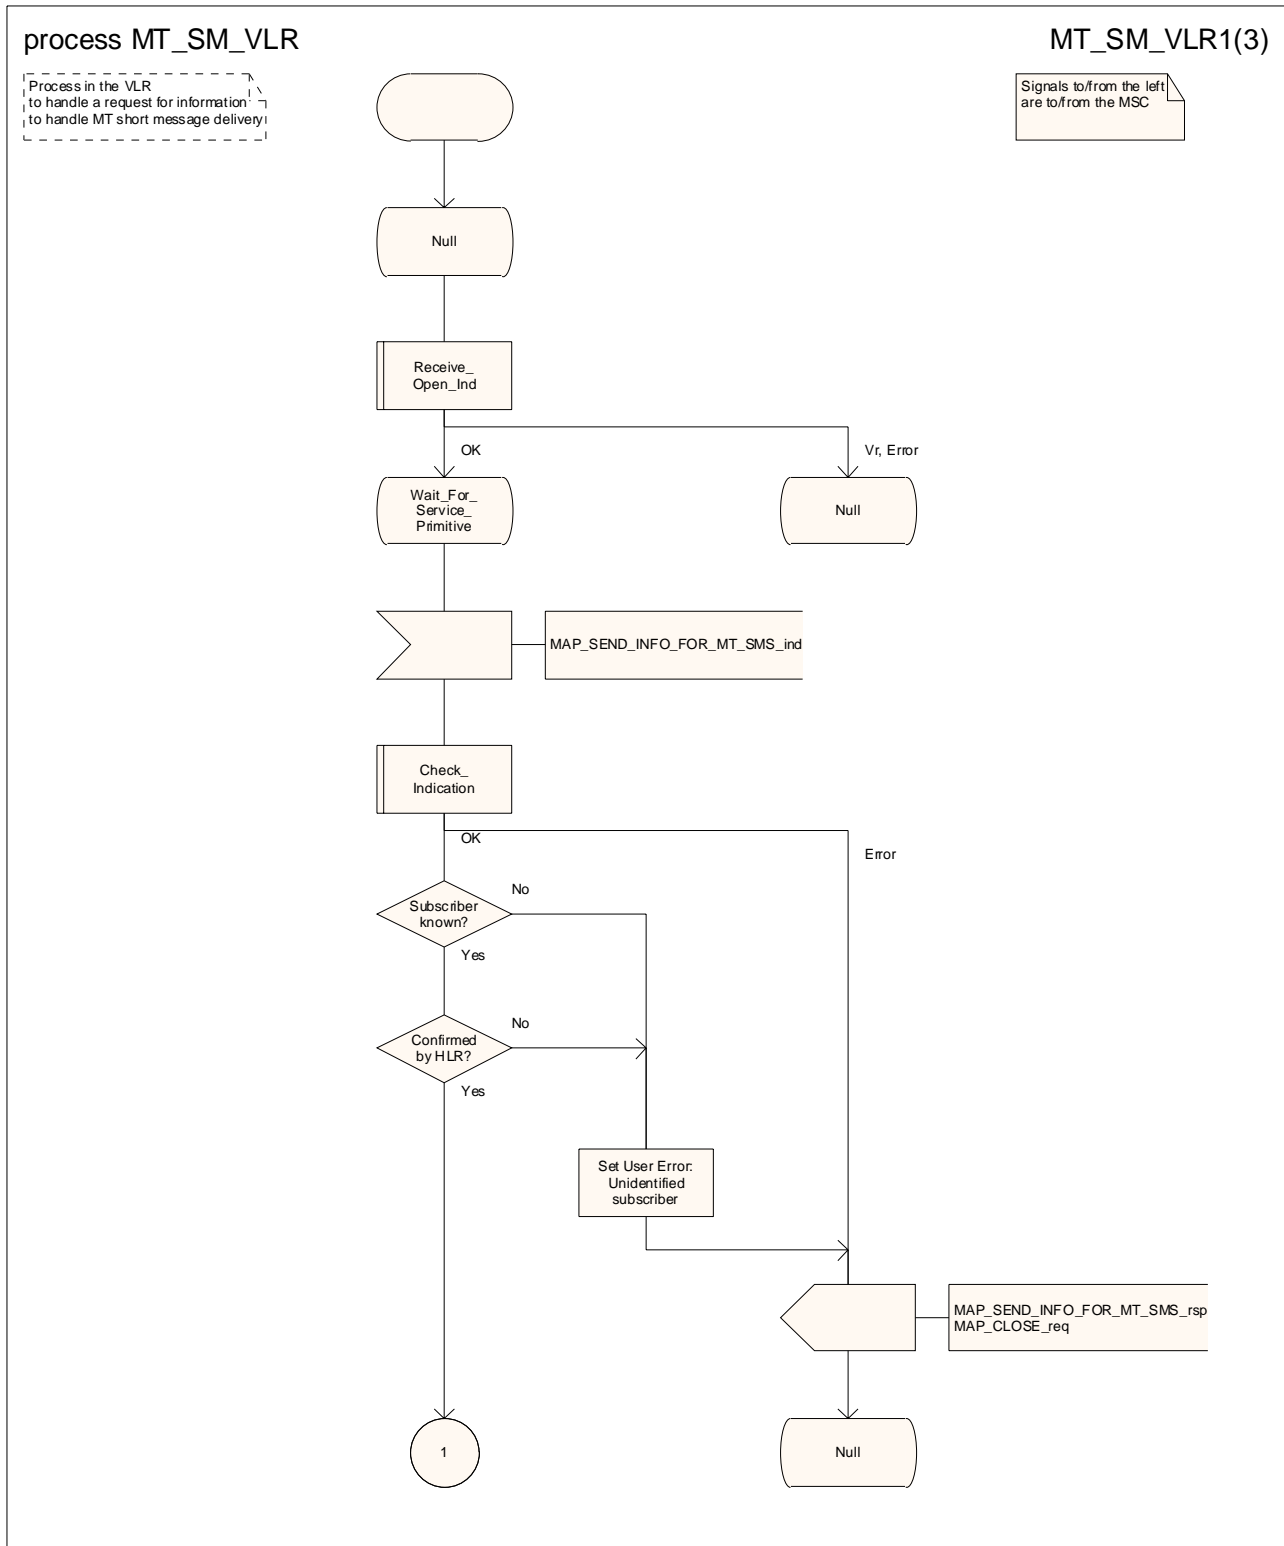 process MT_SM_VLR
MT_SM_VLR1(3)
Process in the VLR
to handle a request for information
to handle MT short message delivery
Signals to/from the left
are to/from the MSC
Null
Receive_
Open_Ind
OK
Vr, Error
Wait_For_
Service_
Primitive
Null
MAP_SEND_INFO_FOR_MT_SMS_ind
Check_
Indication
OK
Error
No
Subscriber
known?
Yes
No
Confirmed
by HLR?
Yes
Set User Error:
Unidentified
subscriber
MAP_SEND_INFO_FOR_MT_SMS_rsp
MAP_CLOSE_req
1
Null